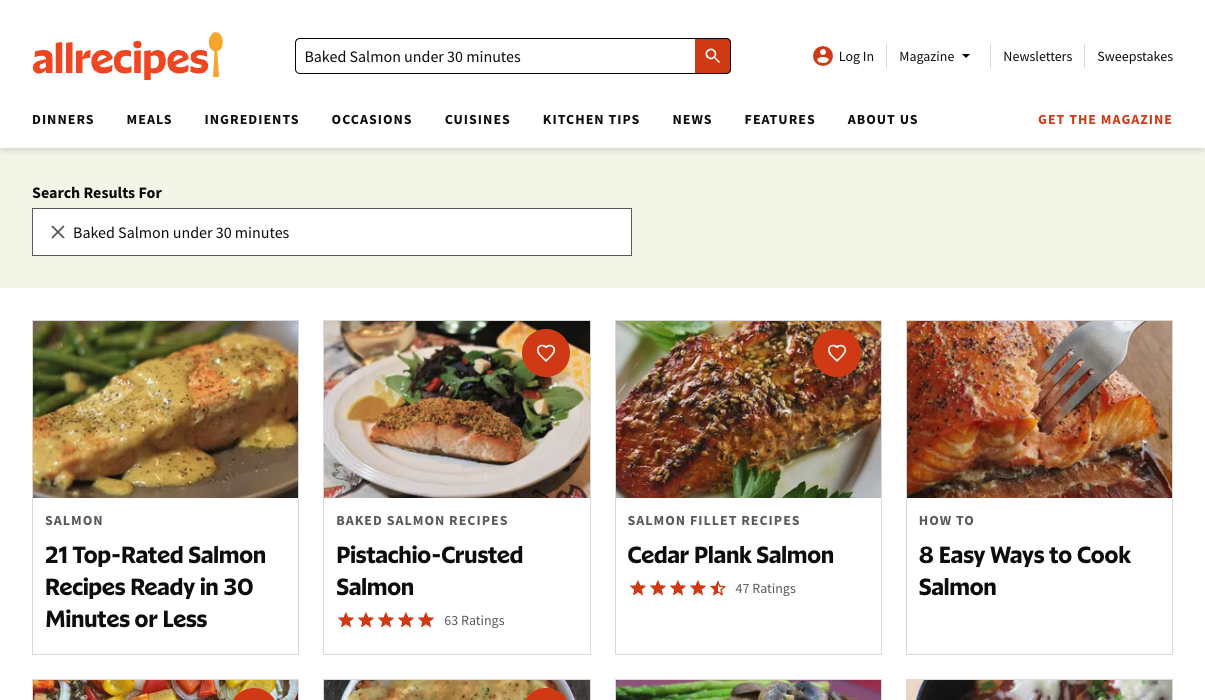 allrecipes
Baked Salmon under 30 minutes
Log In
Magazine
Newsletters
Sweepstakes
DINNERS
MEALS
INGREDIENTS
OCCASIONS
CUISINES
KITCHEN TIPS
NEWS
FEATURES
ABOUT US
GET THE MAGAZINE
Search Results For
Baked Salmon under 30 minutes
SALMON
21 Top-Rated Salmon
Recipes Ready in 30
Minutes or Less
BAKED SALMON RECIPES
Pistachio-Crusted
Salmon
63 Ratings
SALMON FILLET RECIPES
Cedar Plank Salmon
47 Ratings
HOW TO
8 Easy Ways to Cook
Salmon